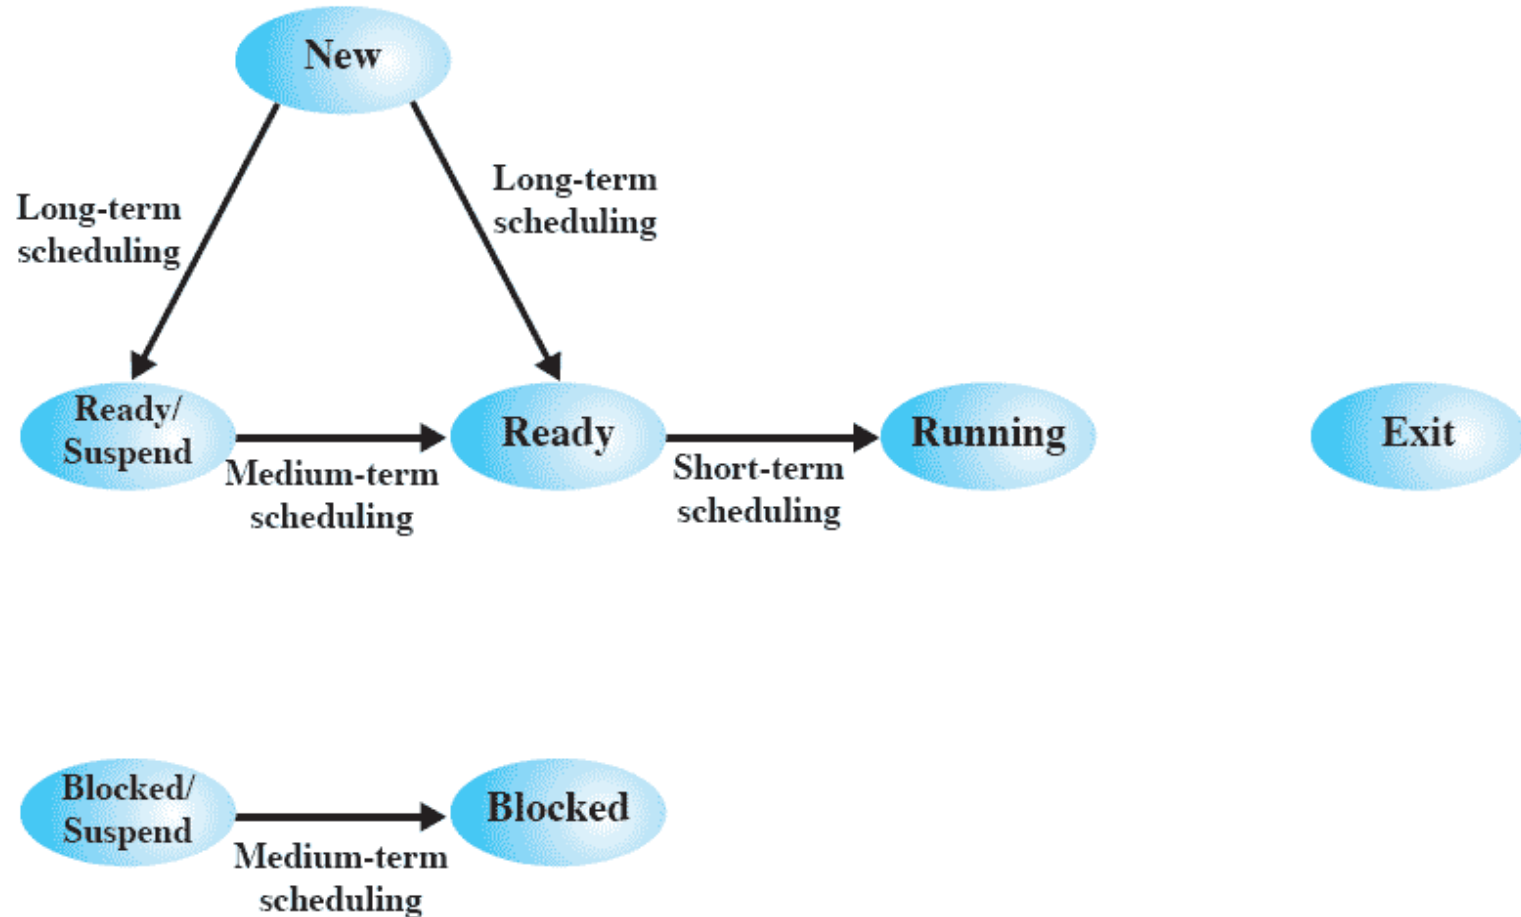 New
Long-term
scheduling
Long-term
scheduling
Ready/
Suspend
Medium-term
scheduling
Ready
Short-term
scheduling
Running
Exit
Blocked/
Suspend
Medium-term
scheduling
Blocked